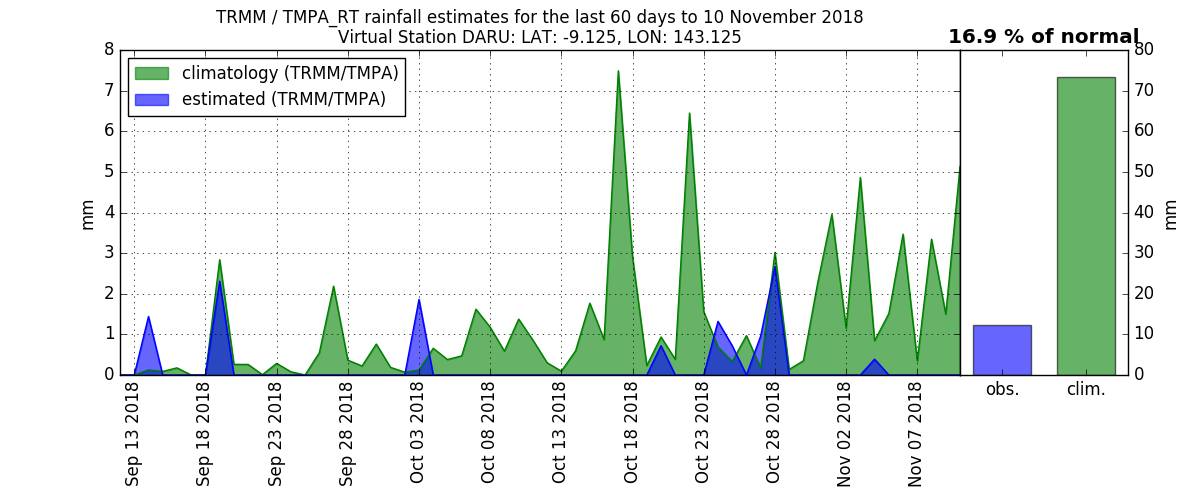 TRMM / TMPA_RT rainfall estimates for the last 60 days to 10 November 2018
Virtual Station DARU: LAT: -9.125, LON: 143.125
16.9 % of normal
climatology (TRMM/TMPA)
estimated (TRMM/TMPA)
8
7
6
5
4
3
2
1
0
mm
80
70
60
50
40
30
20
10
0
mm
Sep 13 2018
Sep 18 2018
Sep 23 2018
Sep 28 2018
Oct 03 2018
Oct 08 2018
Oct 13 2018
Oct 18 2018
Oct 23 2018
Oct 28 2018
Nov 02 2018
Nov 07 2018
obs.
clim.